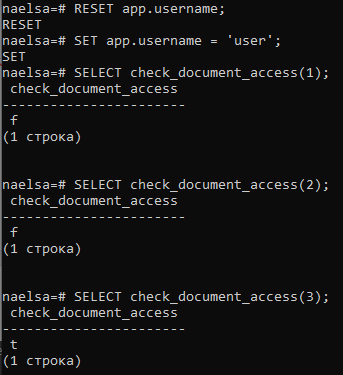 naelsa=# RESET app.username;
RESET
naelsa=# SET app.username = 'user';
SET
naelsa=# SELECT check_document_access(1);
 check_document_access
-----------------------
 f
(1 строка)
naelsa=# SELECT check_document_access(2);
 check_document_access
-----------------------
 f
(1 строка)
naelsa=# SELECT check_document_access(3);
 check_document_access
-----------------------
 t
(1 строка)